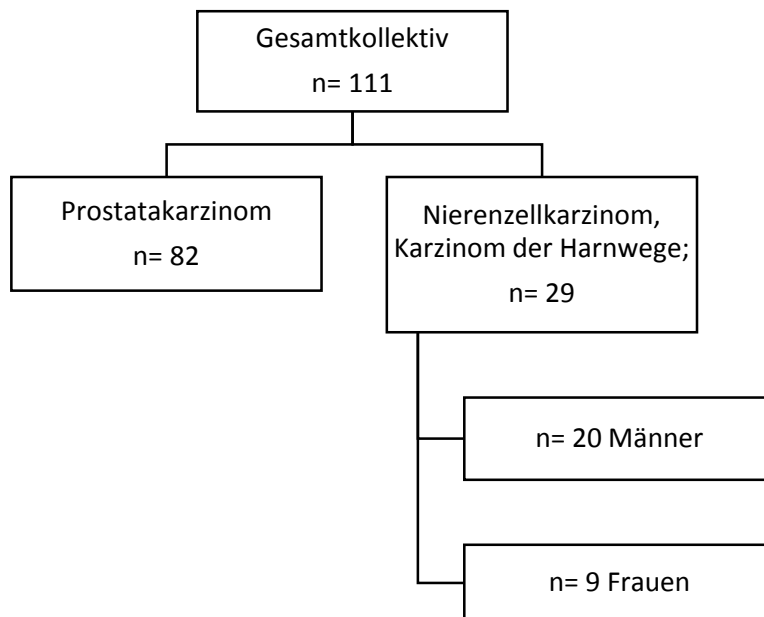 Gesamtkollektiv
n= 111
Prostatakarzinom
n= 82
Nierenzellkarzinom,
Karzinom der Harnwege;
n= 29
n= 20 Männer
n= 9 Frauen